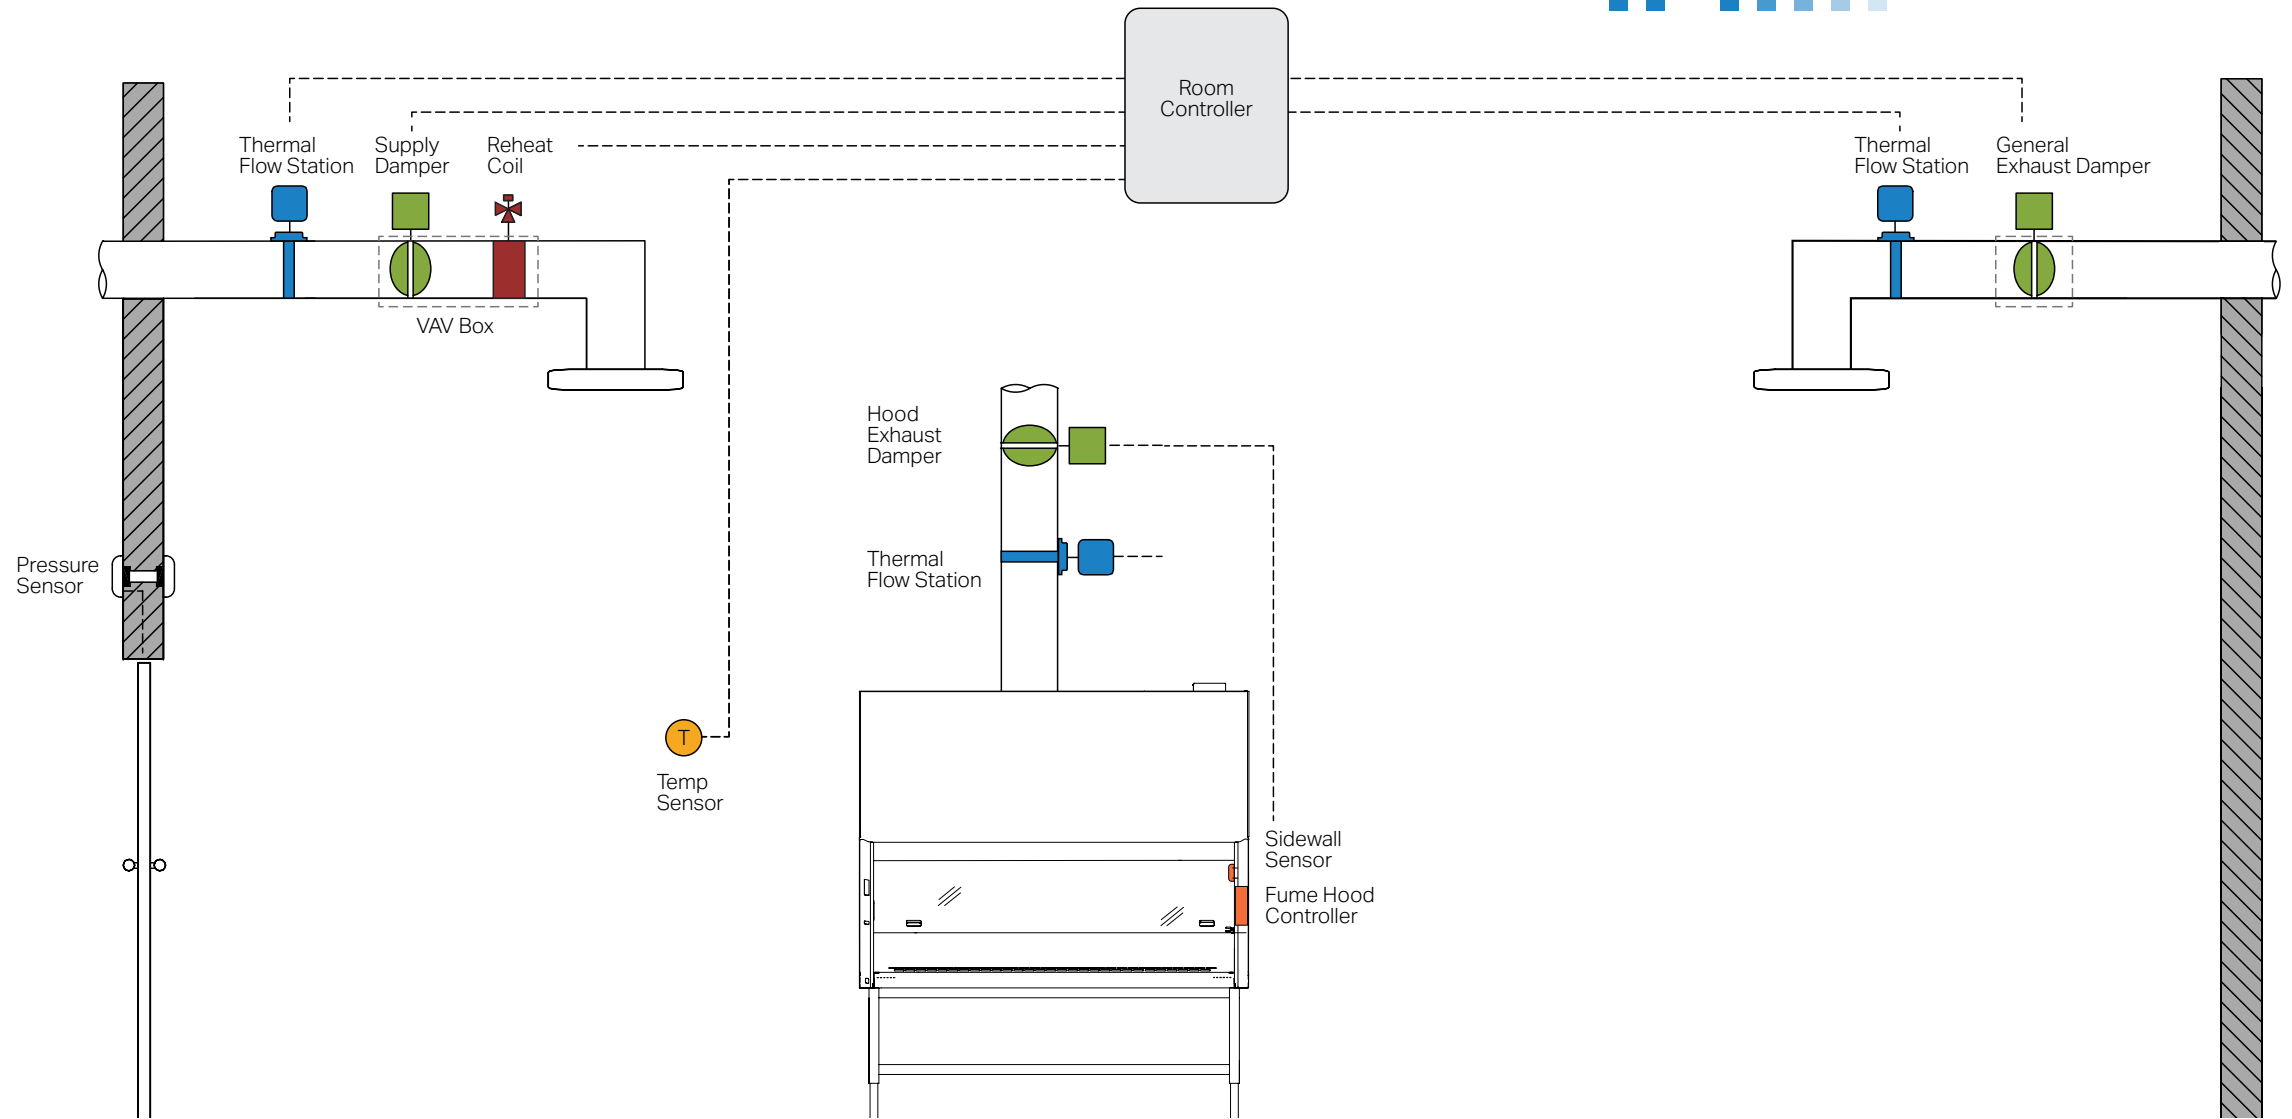 Room
Controller
Thermal
Flow Station
Supply
Damper
Reheat
Coil
Thermal
Flow Station
General
Exhaust Damper
VAV Box
Hood
Exhaust
Damper
Thermal
Flow Station
Pressure
Sensor
T
Temp
Sensor
Sidewall
Sensor
Fume Hood
Controller